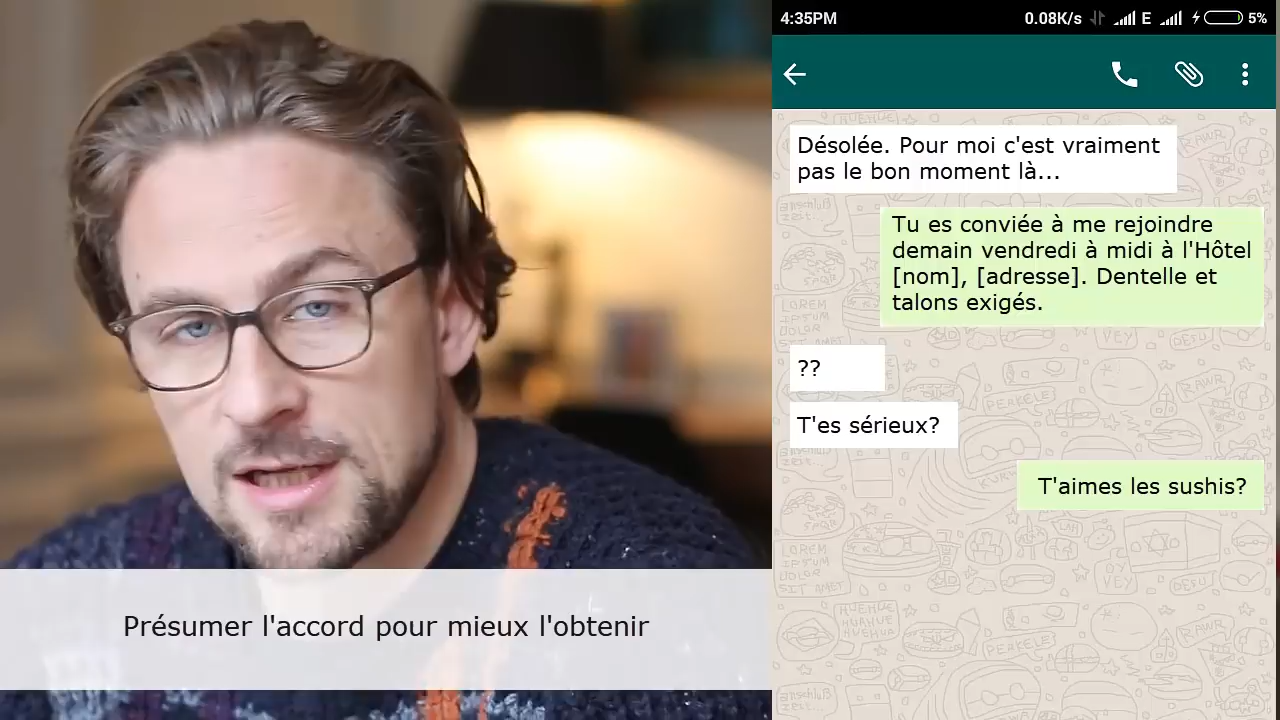 4:35PM
0.08K/s
E
5%
Désolée. Pour moi c'est vraiment
pas le bon moment là...
Tu es conviée à me rejoindre
demain vendredi à midi à l'Hôtel
[nom], [adresse]. Dentelle et
talons exigés.
??
T'es sérieux?
T'aimes les sushis?
Présumer l'accord pour mieux l'obtenir